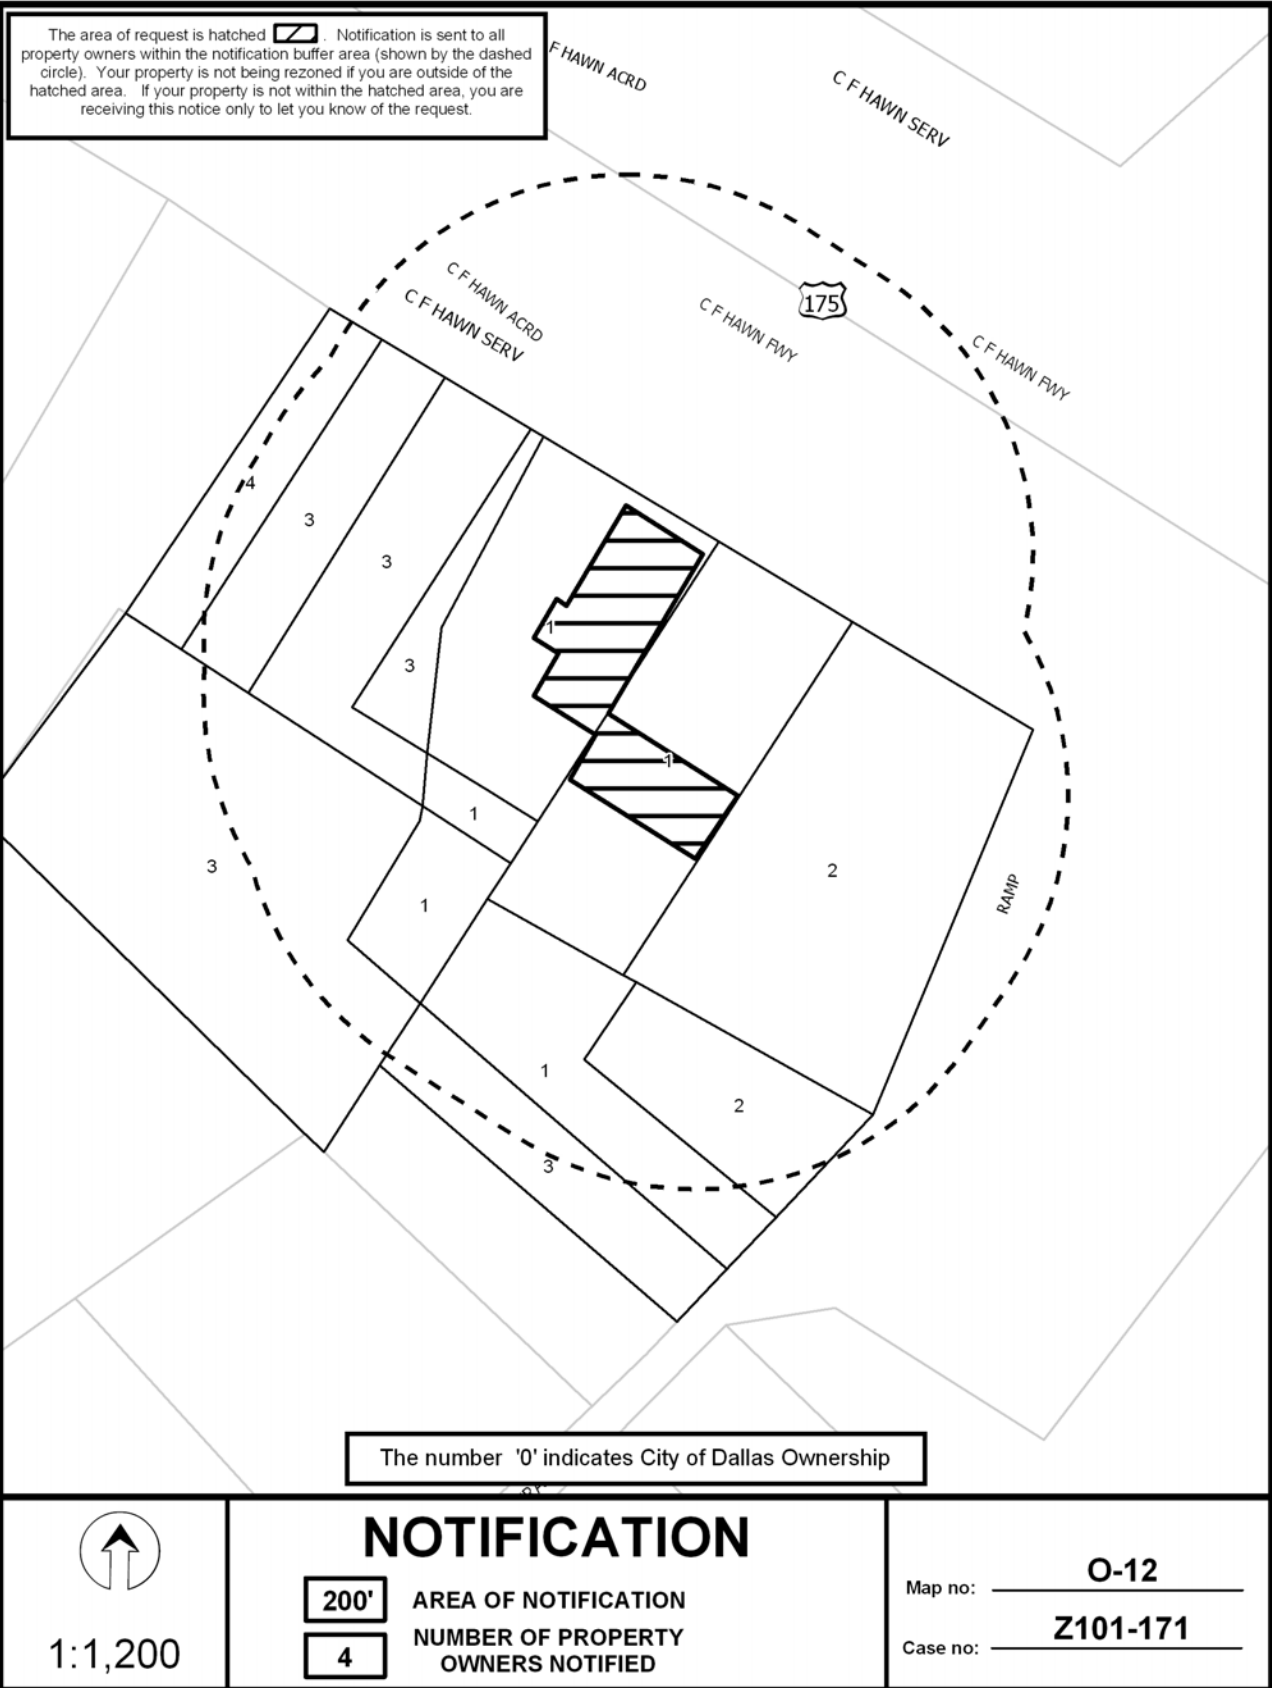 The area of request is hatched . Notification is sent to all
property owners within the notification buffer area (shown by the dashed
circle). Your property is not being rezoned if you are outside of the
hatched area. If your property is not within the hatched area, you are
receiving this notice only to let you know of the request.
F HAWN ACRD
C F HAWN SERV
C F HAWN ACRD
C F HAWN SERV
175
C F HAWN FWY
C F HAWN FWY
4
3
3
1
3
1
1
3
2
1
RAMP
1
2
3
The number '0' indicates City of Dallas Ownership
1:1,200
NOTIFICATION
200' AREA OF NOTIFICATION
4 NUMBER OF PROPERTY
OWNERS NOTIFIED
Map no: O-12
Case no: Z101-171